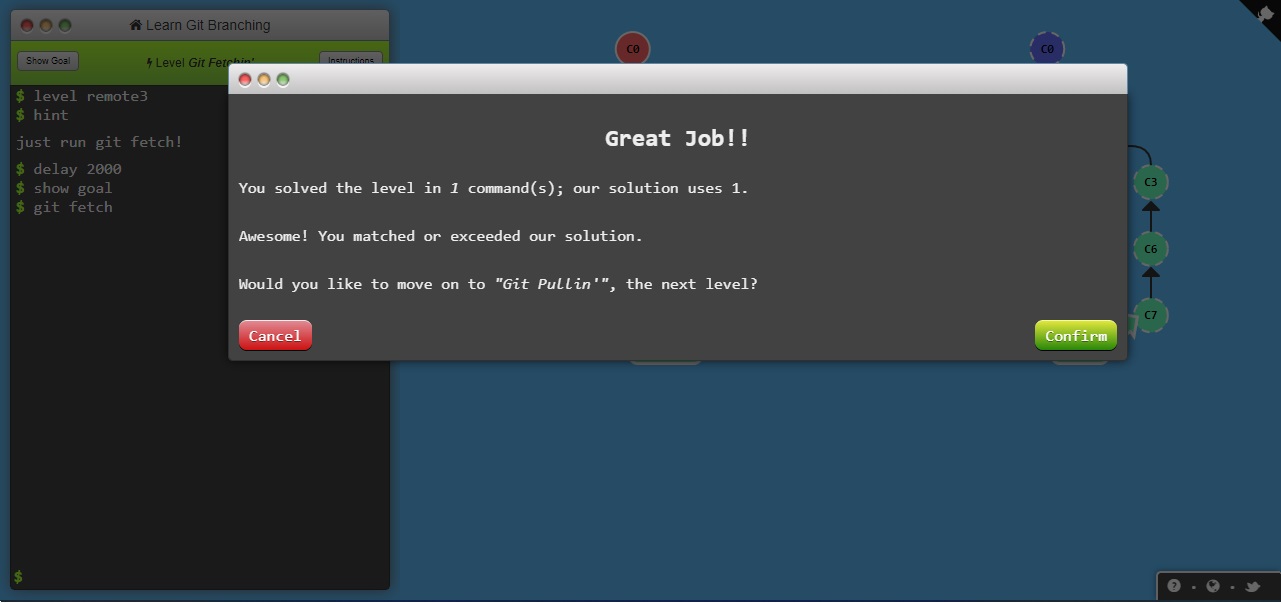 Learn Git Branching
Show Goal
Level Git Fetchin'
Instructions
$ level remote3
$ hint
just run git fetch!
$ delay 2000
$ show goal
$ git fetch
$
C0
C0
C3
C6
C7
Great Job!!
You solved the level in 1 command(s); our solution uses 1.
Awesome! You matched or exceeded our solution.
Would you like to move on to "Git Pullin'", the next level?
Cancel
Confirm